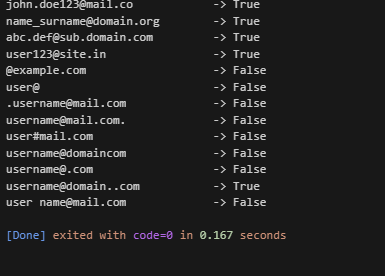 john.doe123@mail.co -> True
name_surname@domain.org -> True
abc.def@sub.domain.com -> True
user123@site.in -> True
@example.com -> False
user@ -> False
.username@mail.com -> False
username@mail.com. -> False
user#mail.com -> False
username@domaincom -> False
username@.com -> False
username@domain..com -> True
user name@mail.com -> False
[Done] exited with code=0 in 0.167 seconds